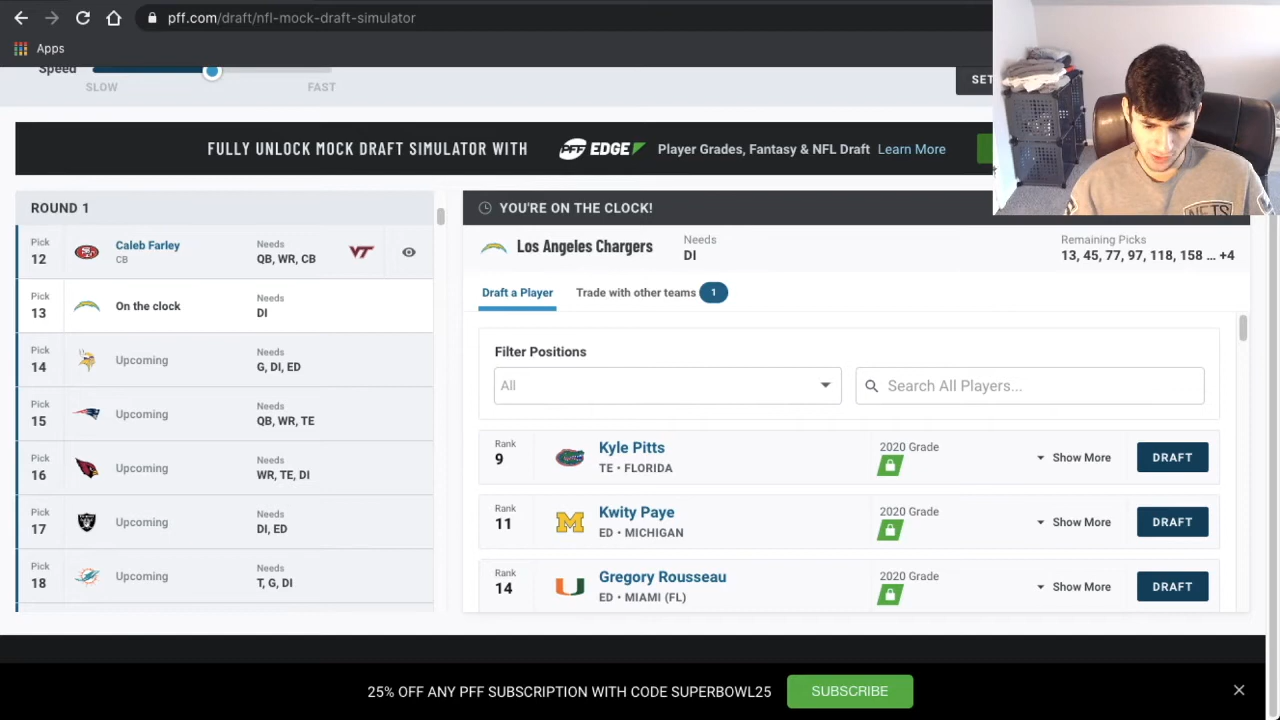 pff.com/draft/nfl-mock-draft-simulator
Apps
Speed
SLOW
FAST
SET
FULLY UNLOCK MOCK DRAFT SIMULATOR WITH
PFF EDGE
Player Grades, Fantasy & NFL Draft Learn More
ROUND 1
Pick
12
Caleb Farley
CB
Needs
QB, WR, CB
VT
Pick
13
On the clock
Needs
DI
Pick
14
Upcoming
Needs
G, DI, ED
Pick
15
Upcoming
Needs
QB, WR, TE
Pick
16
Upcoming
Needs
WR, TE, DI
Pick
17
Upcoming
Needs
DI, ED
Pick
18
Upcoming
Needs
T, G, DI
YOU'RE ON THE CLOCK!
Los Angeles Chargers
Needs
DI
Remaining Picks
13, 45, 77, 97, 118, 158 ... +4
Draft a Player
Trade with other teams 1
Filter Positions
All
Search All Players...
Rank
9
Kyle Pitts
TE • FLORIDA
2020 Grade
Show More
DRAFT
Rank
11
M
Kwity Paye
ED • MICHIGAN
2020 Grade
Show More
DRAFT
Rank
14
Gregory Rousseau
ED • MIAMI (FL)
2020 Grade
Show More
DRAFT
25% OFF ANY PFF SUBSCRIPTION WITH CODE SUPERBOWL25
SUBSCRIBE
NETS